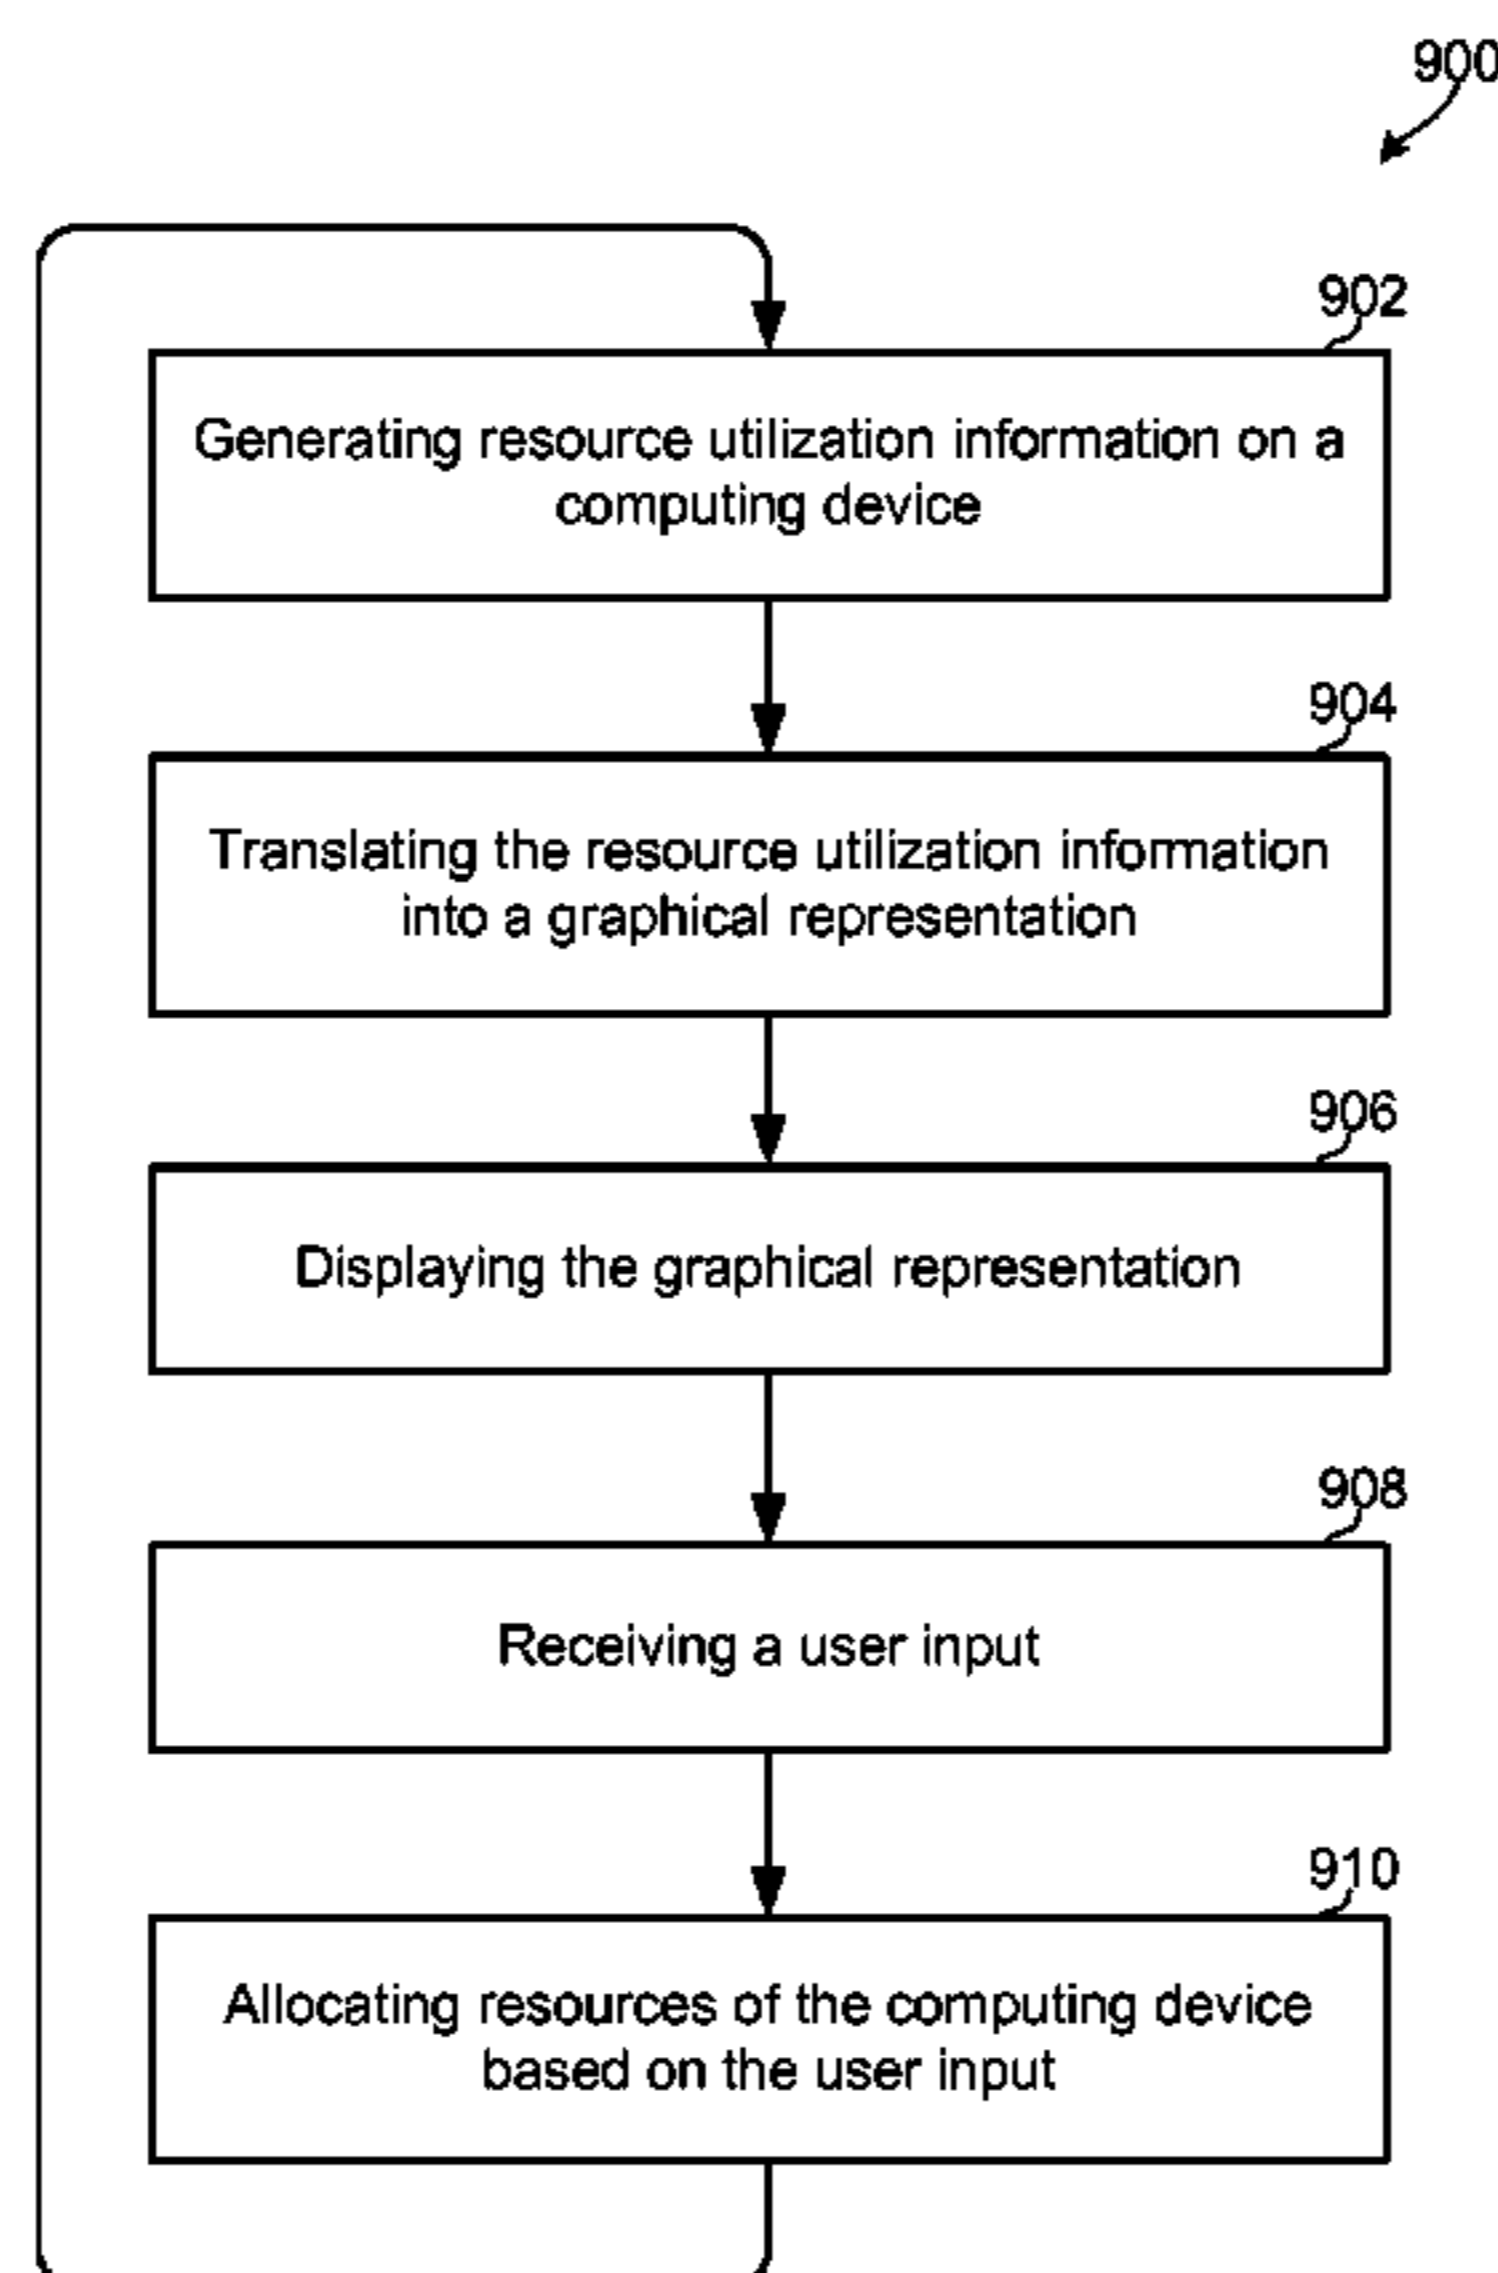 900
902
Generating resource utilization information on a
computing device
904
Translating the resource utilization information
into a graphical representation
906
Displaying the graphical representation
908
Receiving a user input
910
Allocating resources of the computing device
based on the user input